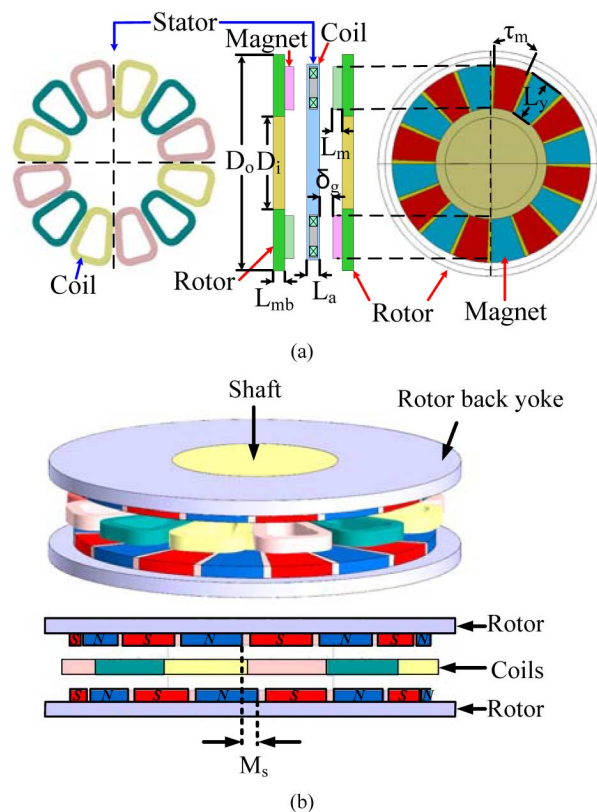 Stator
Coil
Magnet
τm
Ly
Lm
Do
Di
δg
Coil
Rotor
Lmb
La
Rotor
Magnet
(a)
Shaft
Rotor back yoke
S N S N S N S N
Rotor
Coils
S N S N S N S N
Rotor
Ms
(b)